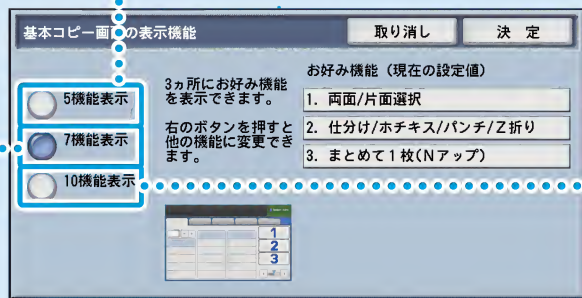 基本コピー画面の表示機能
取り消し
決 定
5機能表示
7機能表示
10機能表示
3ヵ所にお好み機能
を表示できます。
右のボタンを押すと
他の機能に変更でき
ます。
お好み機能（現在の設定値）
1. 両面/片面選択
2. 仕分け/ホチキス/パンチ/Z折り
3. まとめて1枚(Nアップ)
1
2
3